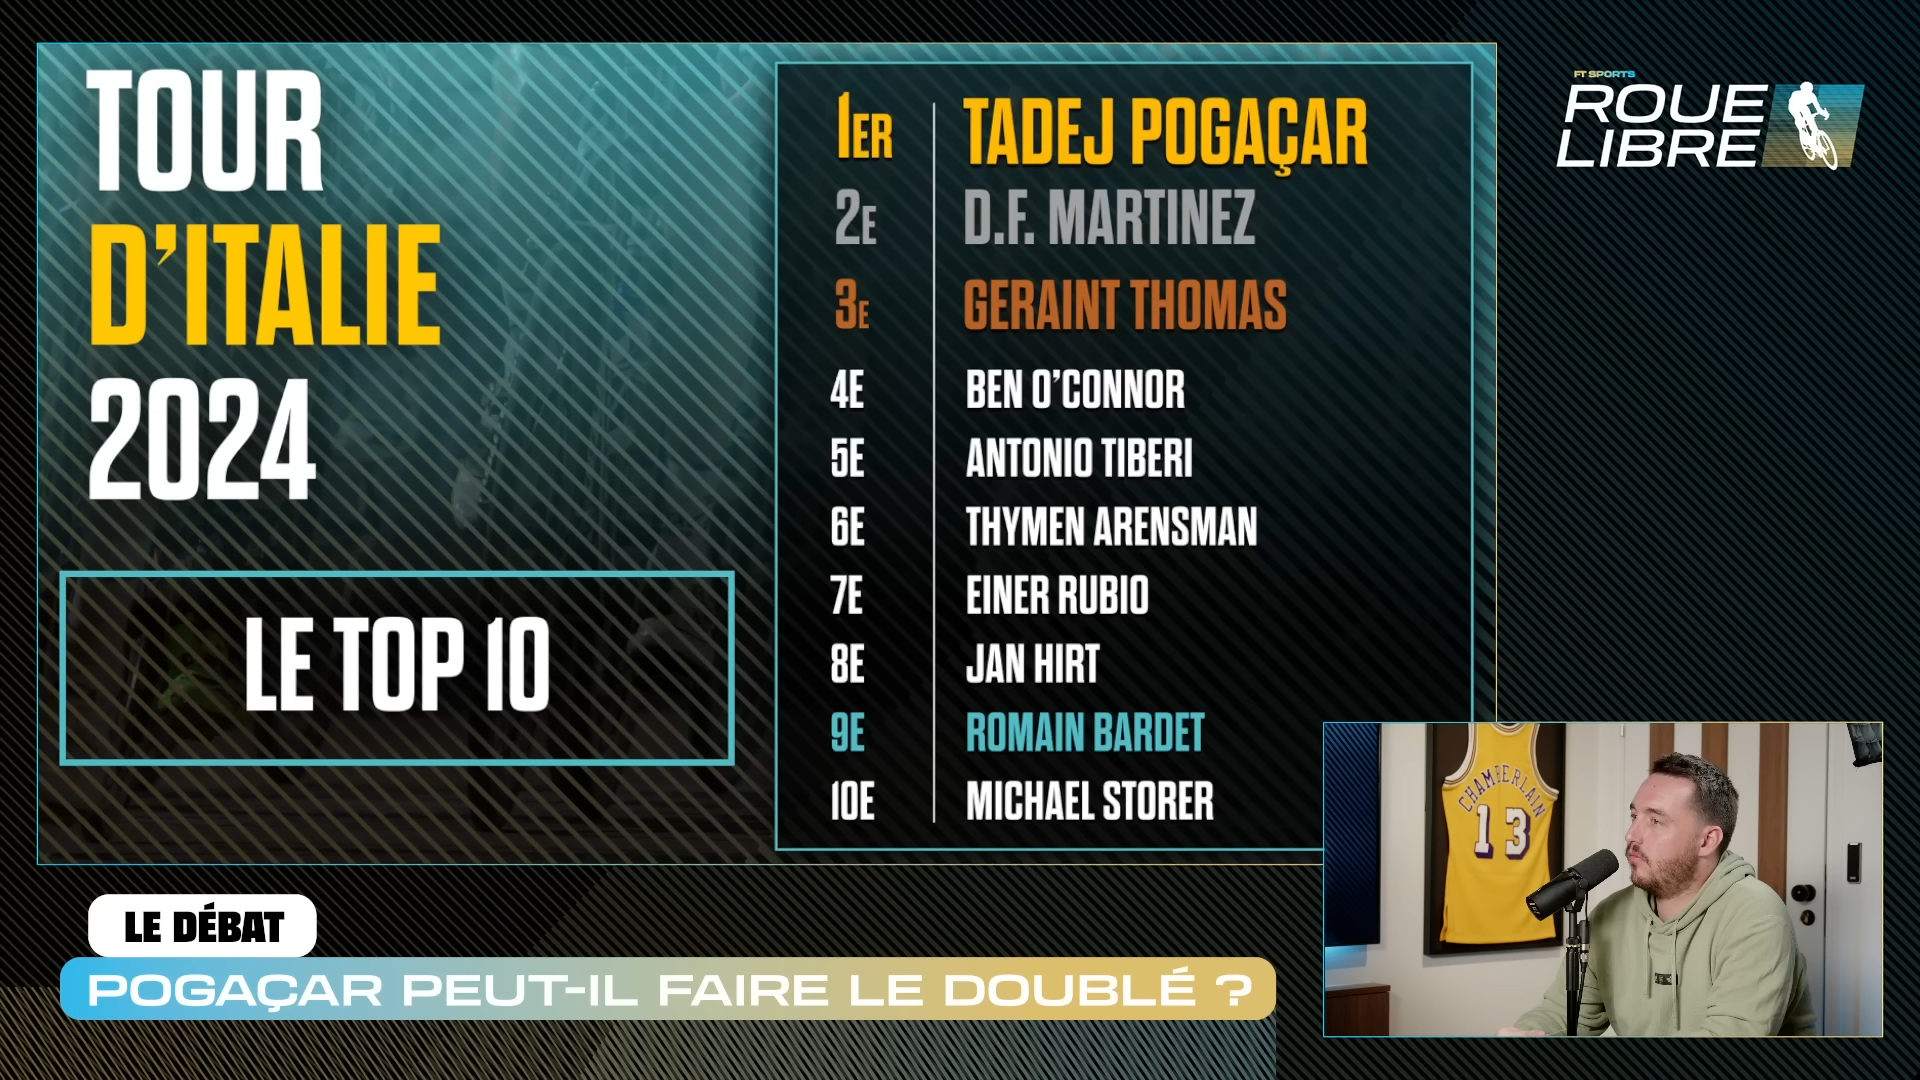 TOUR
D'ITALIE
2024
LE TOP 10
1ER TADEJ POGAÇAR
2E D.F. MARTINEZ
3E GERAINT THOMAS
4E BEN O'CONNOR
5E ANTONIO TIBERI
6E THYMEN ARENSMAN
7E EINER RUBIO
8E JAN HIRT
9E ROMAIN BARDET
10E MICHAEL STORER
FT SPORTS
ROUE
LIBRE
CHAMBERLAIN
13
LE DÉBAT
POGAÇAR PEUT-IL FAIRE LE DOUBLÉ ?